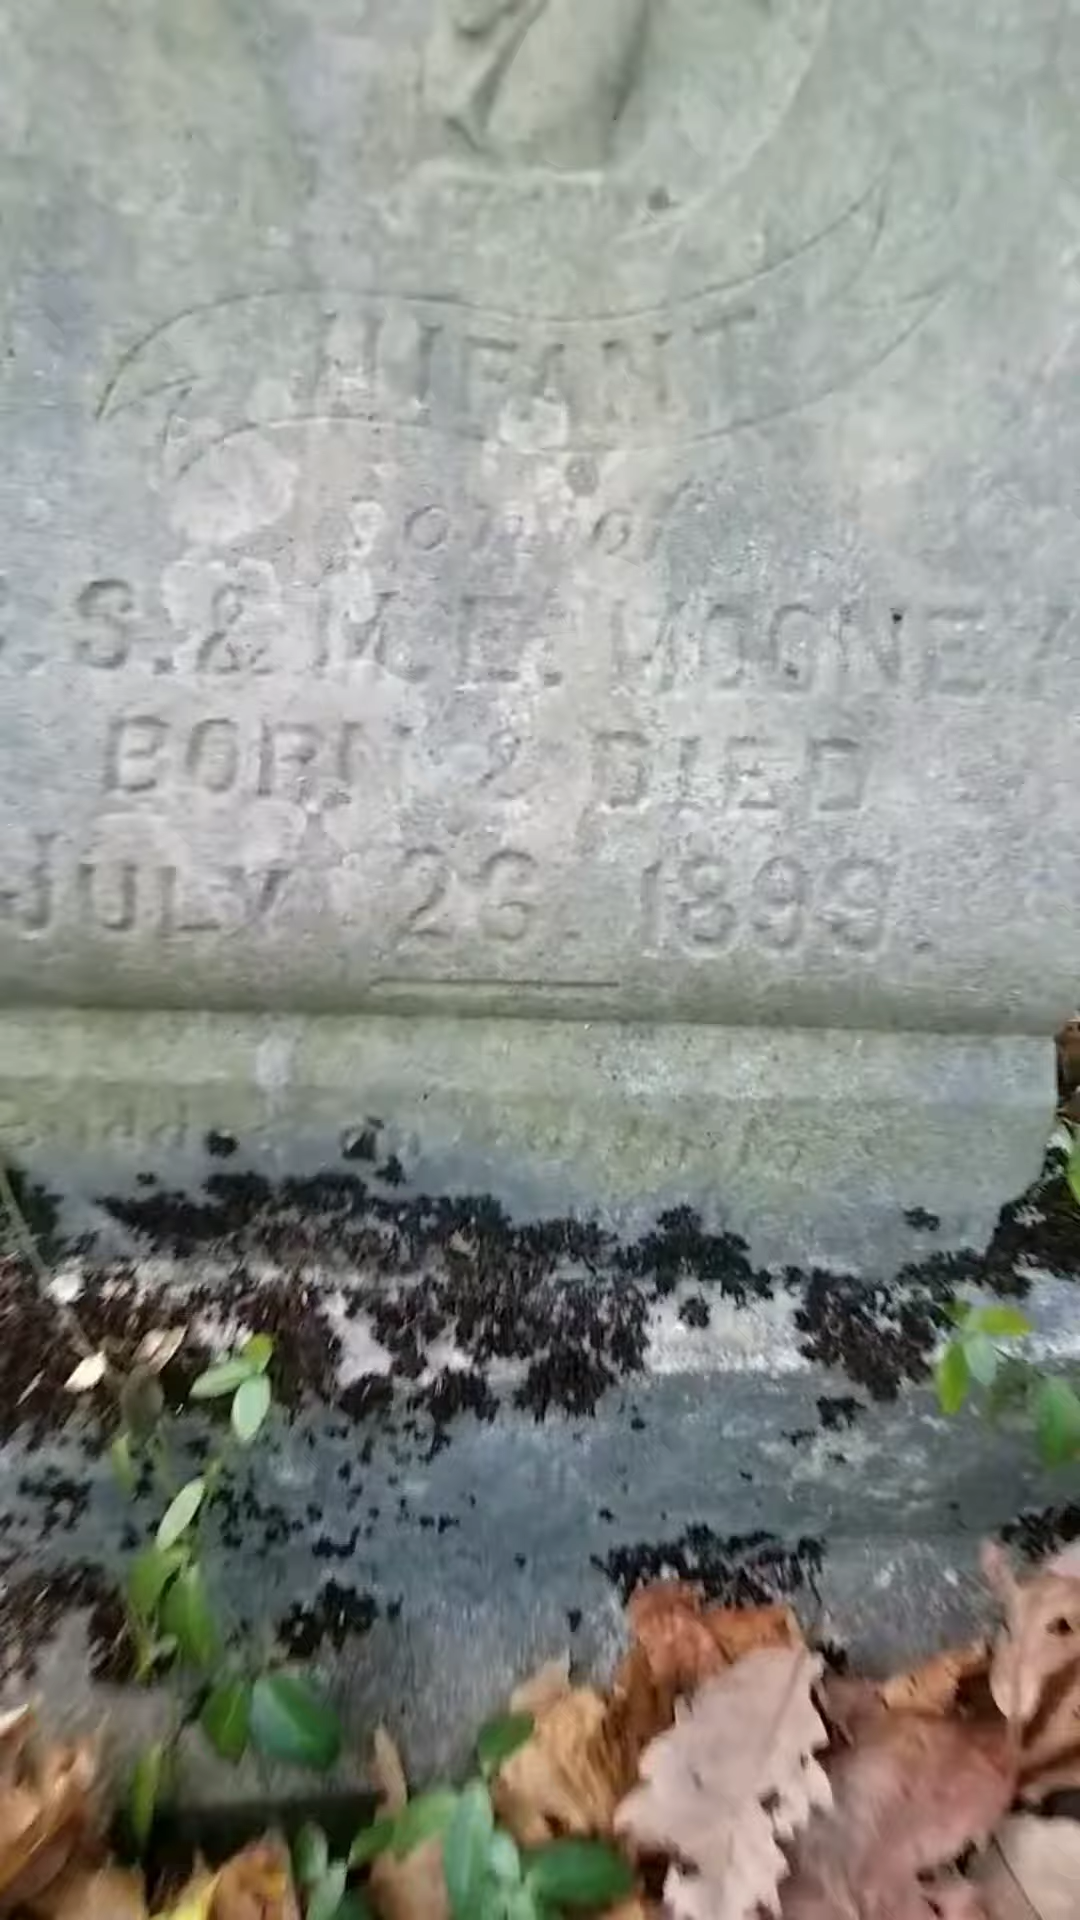 INFANT
SON OF
S. & M. E. MOONEY
BORN & DIED
JULY 26. 1899.